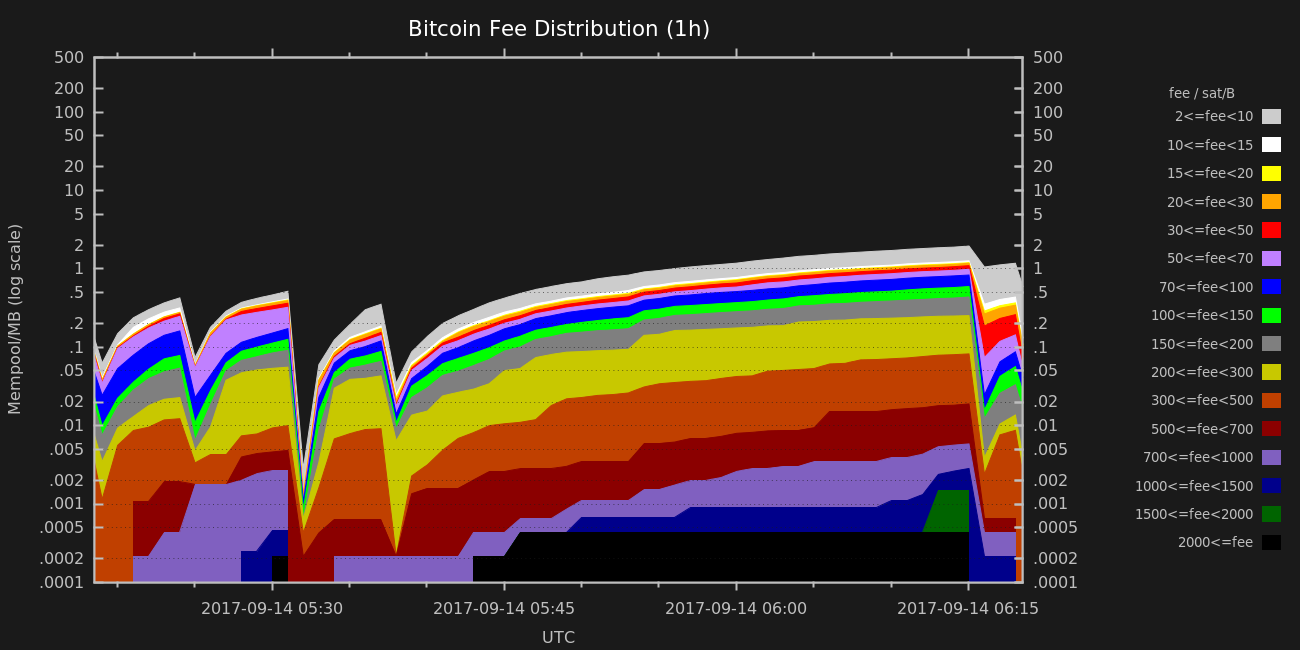 Bitcoin Fee Distribution (1h)
500 500
200 200
100 100
50 50
20 20
10 10
5 5
2 2
1 1
.5 .5
.2 .2
.1 .1
.05 .05
.02 .02
.01 .01
.005 .005
.002 .002
.001 .001
.0005 .0005
.0002 .0002
.0001 .0001
Mempool/MB (log scale)
2017-09-14 05:30 2017-09-14 05:45 2017-09-14 06:00 2017-09-14 06:15
UTC
fee / sat/B
2<=fee<10
10<=fee<15
15<=fee<20
20<=fee<30
30<=fee<50
50<=fee<70
70<=fee<100
100<=fee<150
150<=fee<200
200<=fee<300
300<=fee<500
500<=fee<700
700<=fee<1000
1000<=fee<1500
1500<=fee<2000
2000<=fee